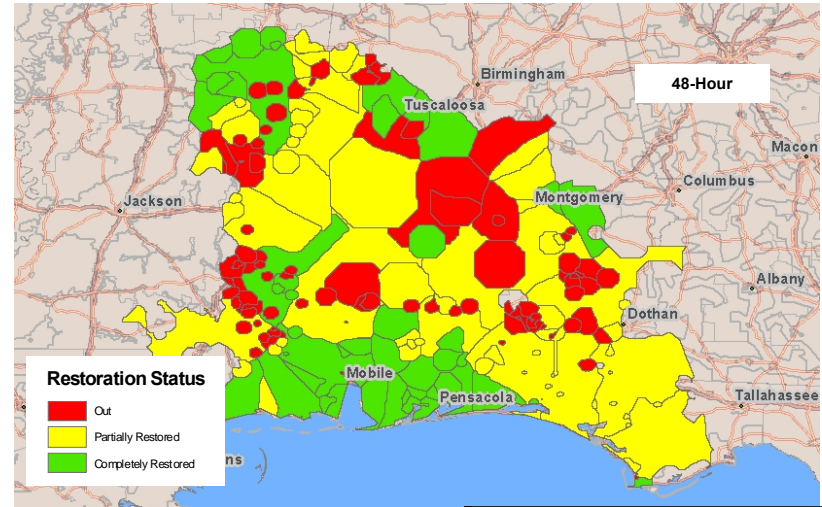 Birmingham
48-Hour
Tuscaloosa
Macon
Columbus
Montgomery
Jackson
Albany
Dothan
Restoration Status
Mobile
Pensacola
Tallahassee
Out
Partially Restored
Completely Restored
ns